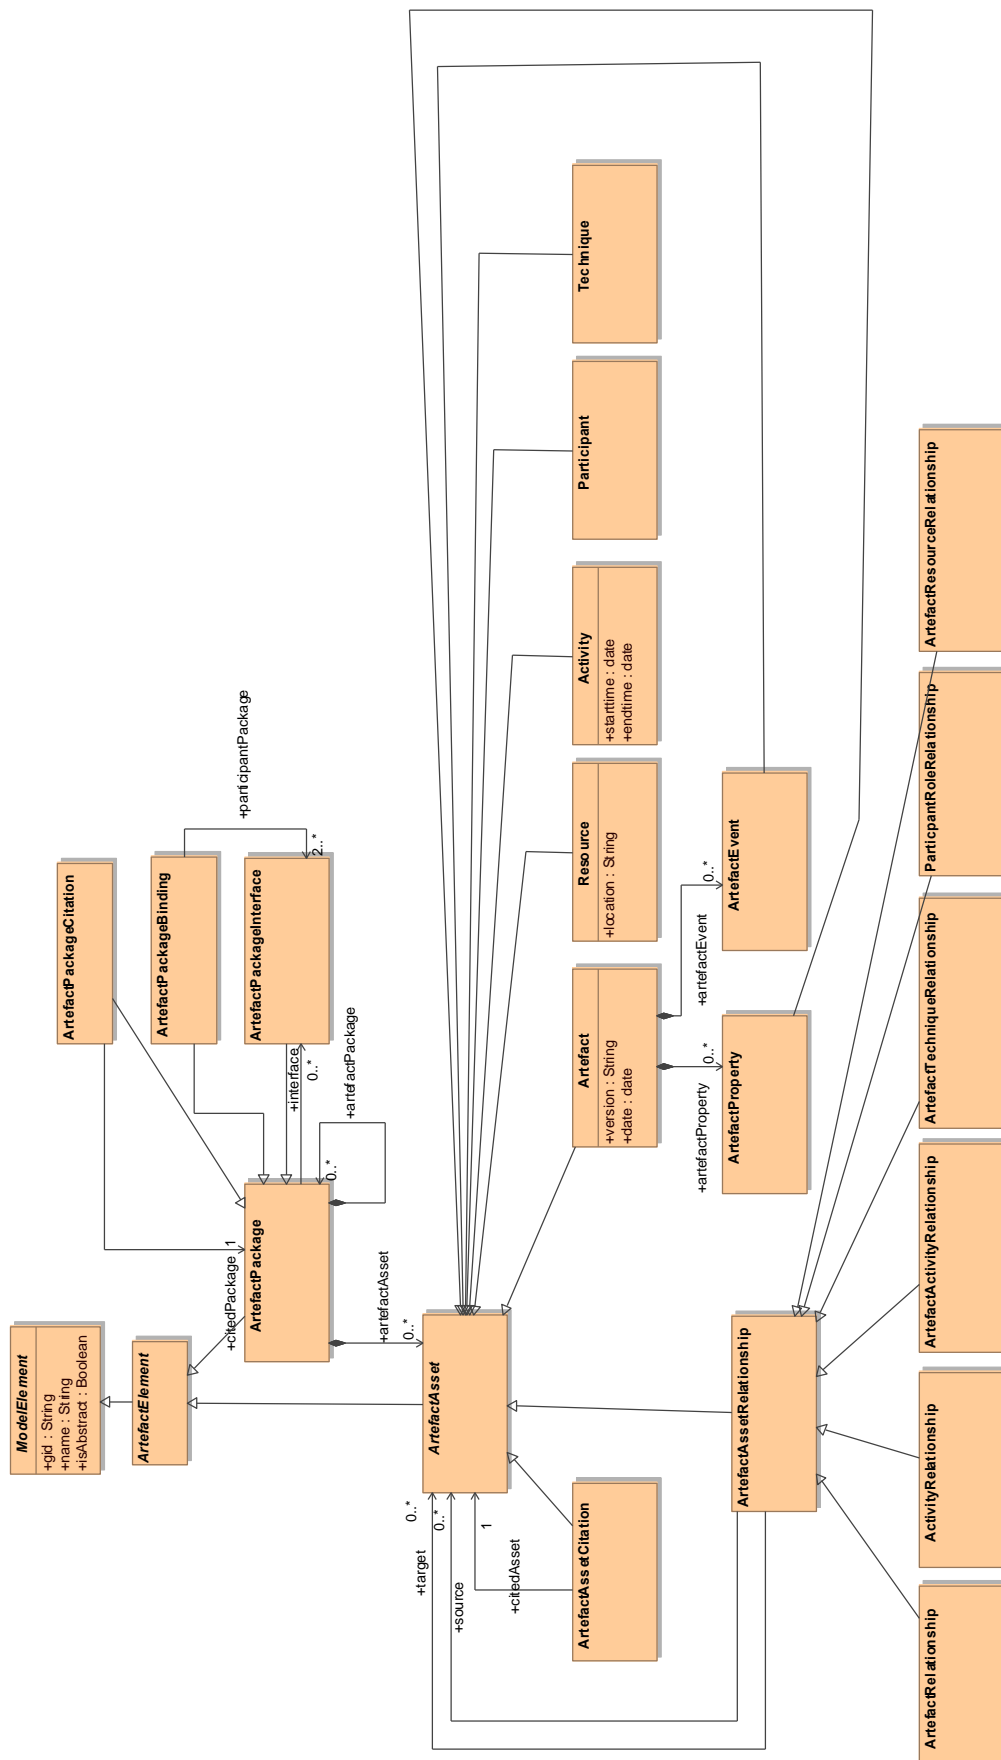 ModelElement
+gid : String
+name : String
+isAbstract : Boolean
ArtefactElement
ArtefactPackageCitation
ArtefactPackageBinding
+participantPackage
2..*
ArtefactPackageInterface
+interface
0..*
+artefactPackage
0..*
+citedPackage
1
ArtefactPackage
+artefactAsset
0..*
ArtefactAsset
0..*
+target
0..*
+source
1
+citedAsset
ArtefactAssetCitation
Artefact
+version : String
+date : date
Resource
+location : String
Activity
+starttime : date
+endtime : date
Participant
Technique
+artefactProperty
0..*
+artefactEvent
0..*
ArtefactProperty
ArtefactEvent
ArtefactAssetRelationship
ArtefactRelationship
ActivityRelationship
ArtefactActivityRelationship
ArtefactTechniqueRelationship
ParticpantRoleRelationship
ArtefactResourceRelationship